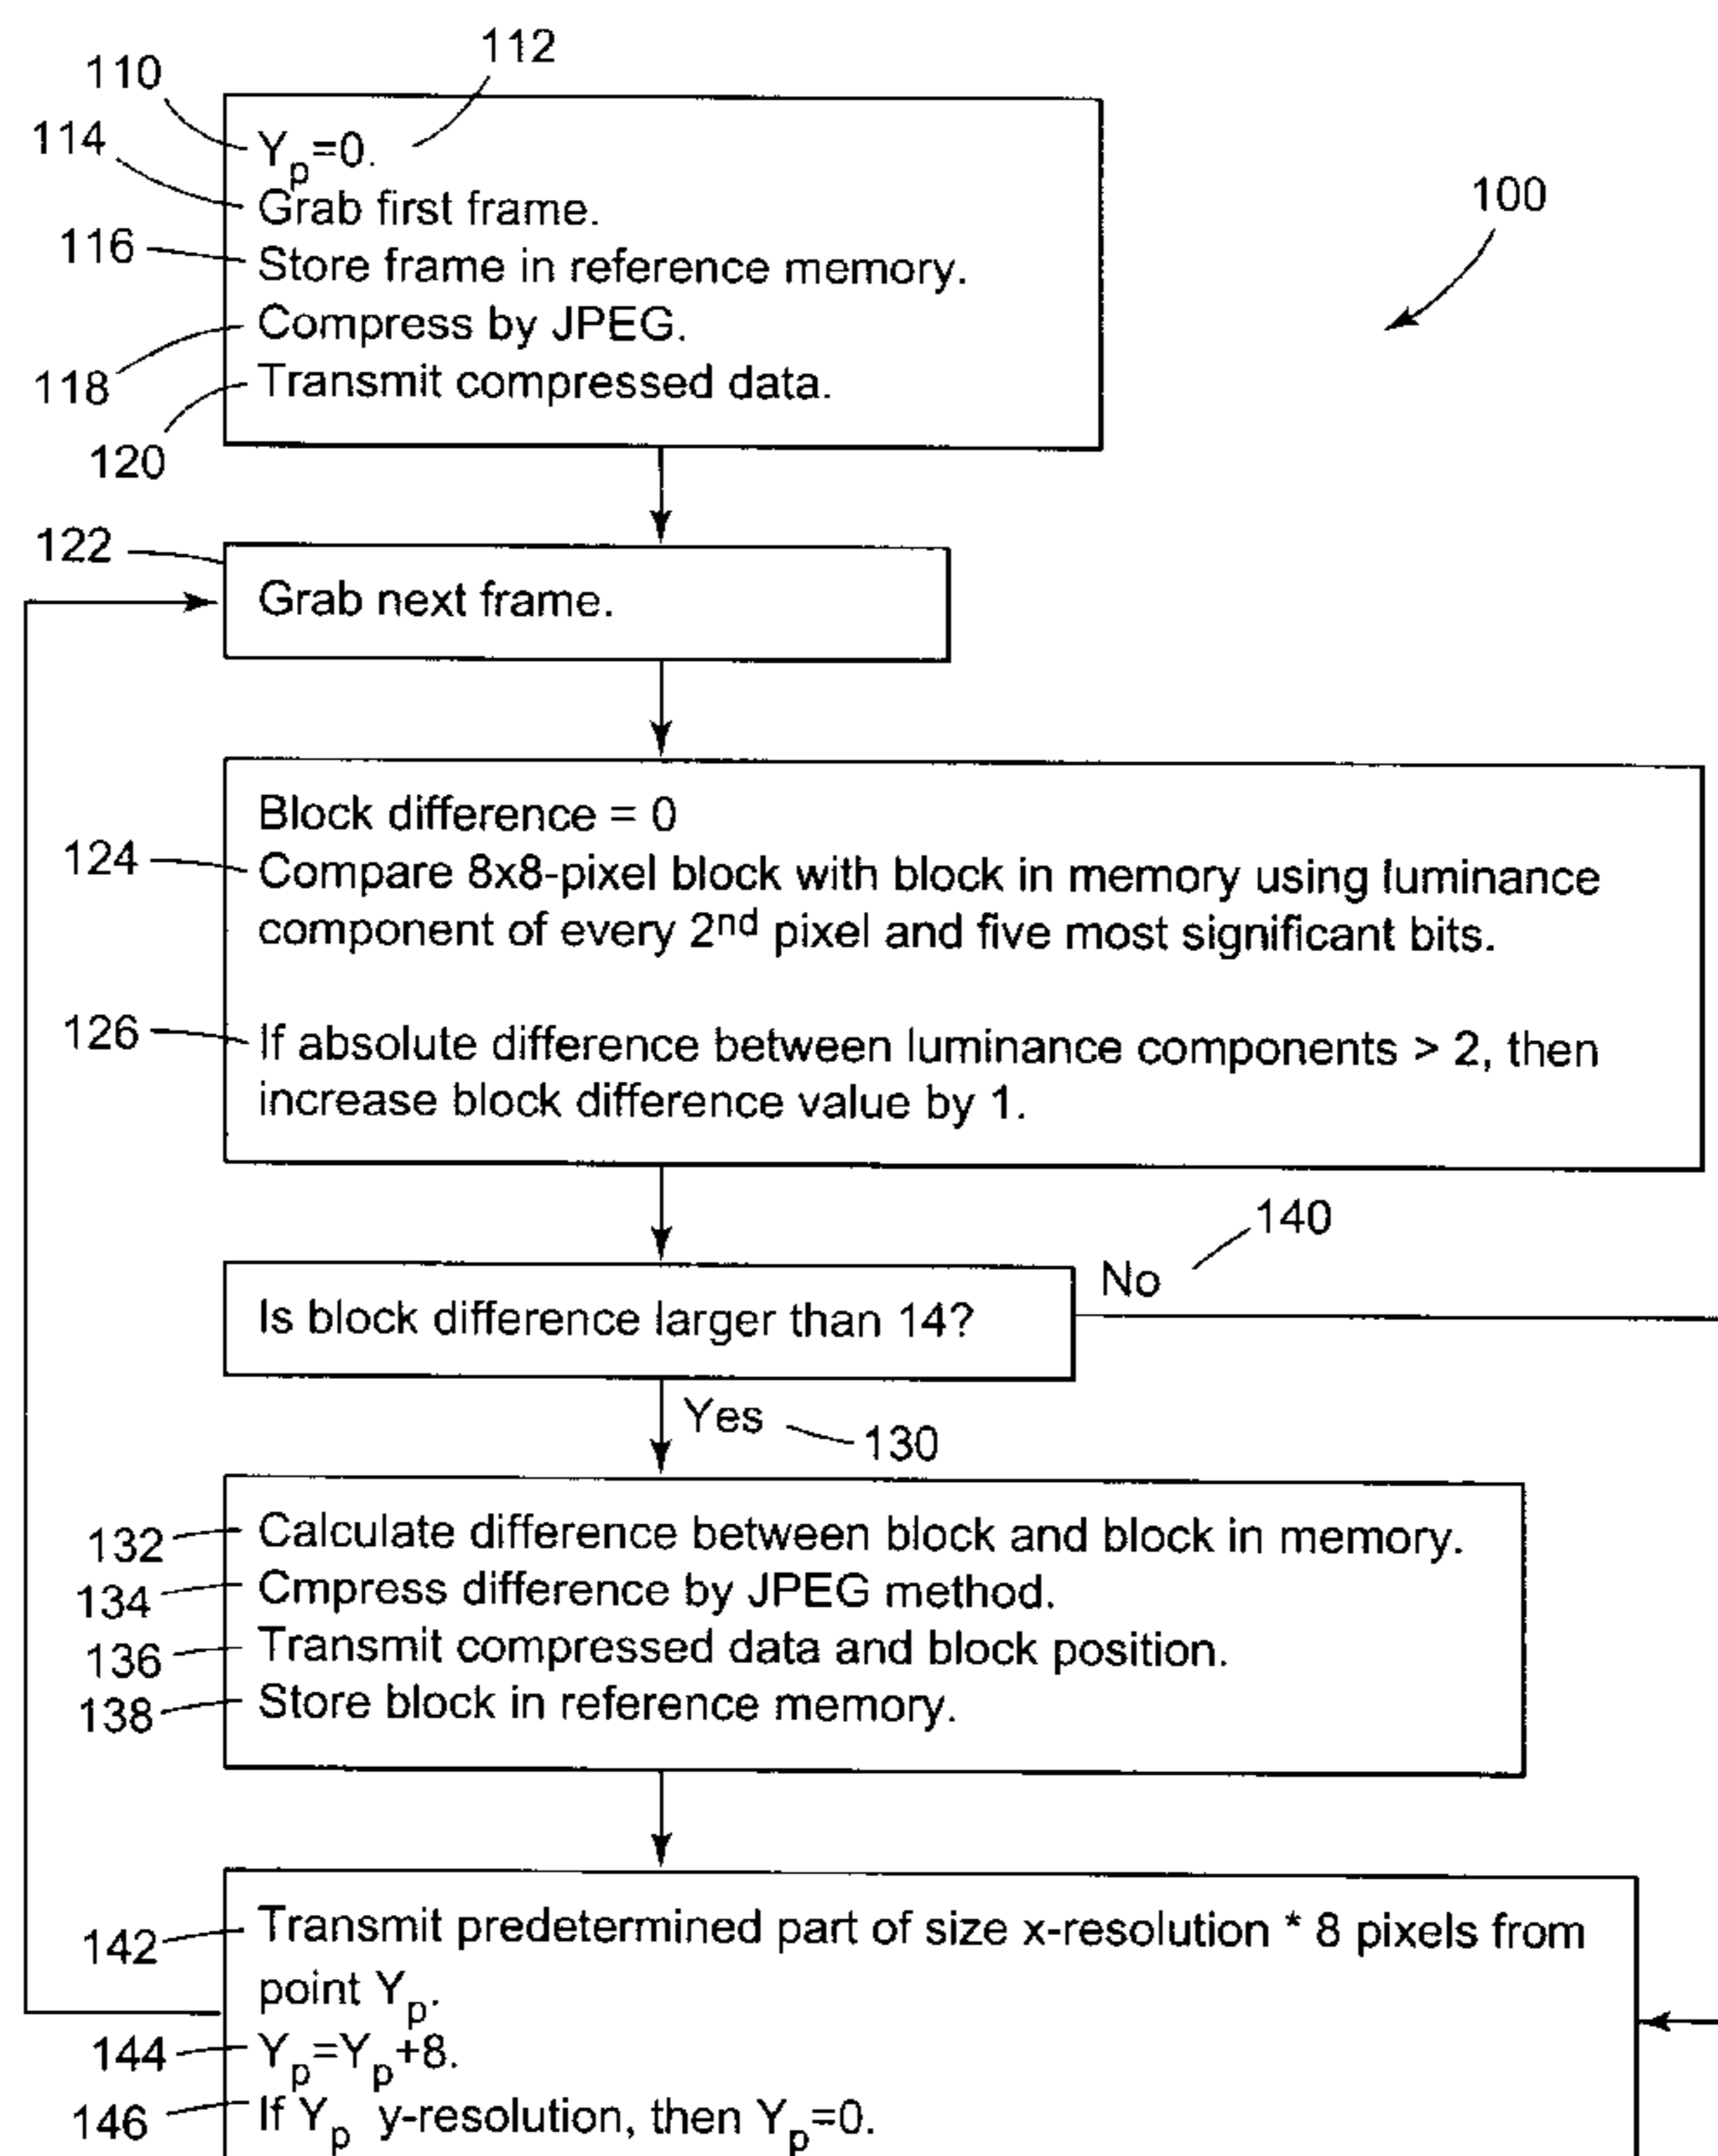 112
110
Yp=0.
114
Grab first frame.
100
116
Store frame in reference memory.
Compress by JPEG.
118
Transmit compressed data.
120
122
Grab next frame.
Block difference = 0
124
Compare 8x8-pixel block with block in memory using luminance
component of every 2nd pixel and five most significant bits.
126
If absolute difference between luminance components > 2, then
increase block difference value by 1.
140
No
Is block difference larger than 14?
Yes
130
132
Calculate difference between block and block in memory.
134
Cmpress difference by JPEG method.
136
Transmit compressed data and block position.
138
Store block in reference memory.
142
Transmit predetermined part of size x-resolution * 8 pixels from
point Yp.
144
Yp=Yp+8.
146
If Yp y-resolution, then Yp=0.